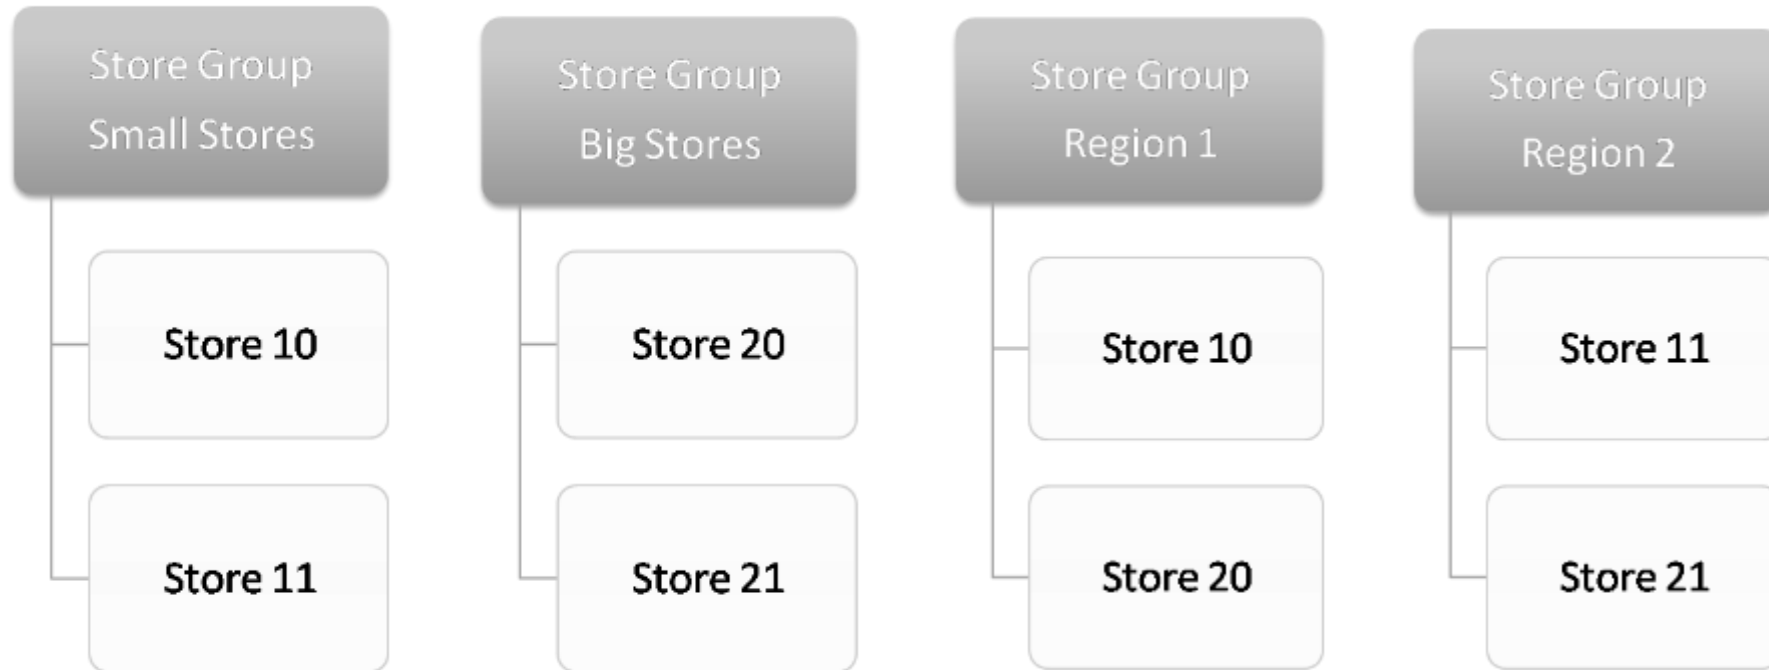 Store Group
Small Stores
Store 10
Store 11
Store Group
Big Stores
Store 20
Store 21
Store Group
Region 1
Store 10
Store 20
Store Group
Region 2
Store 11
Store 21